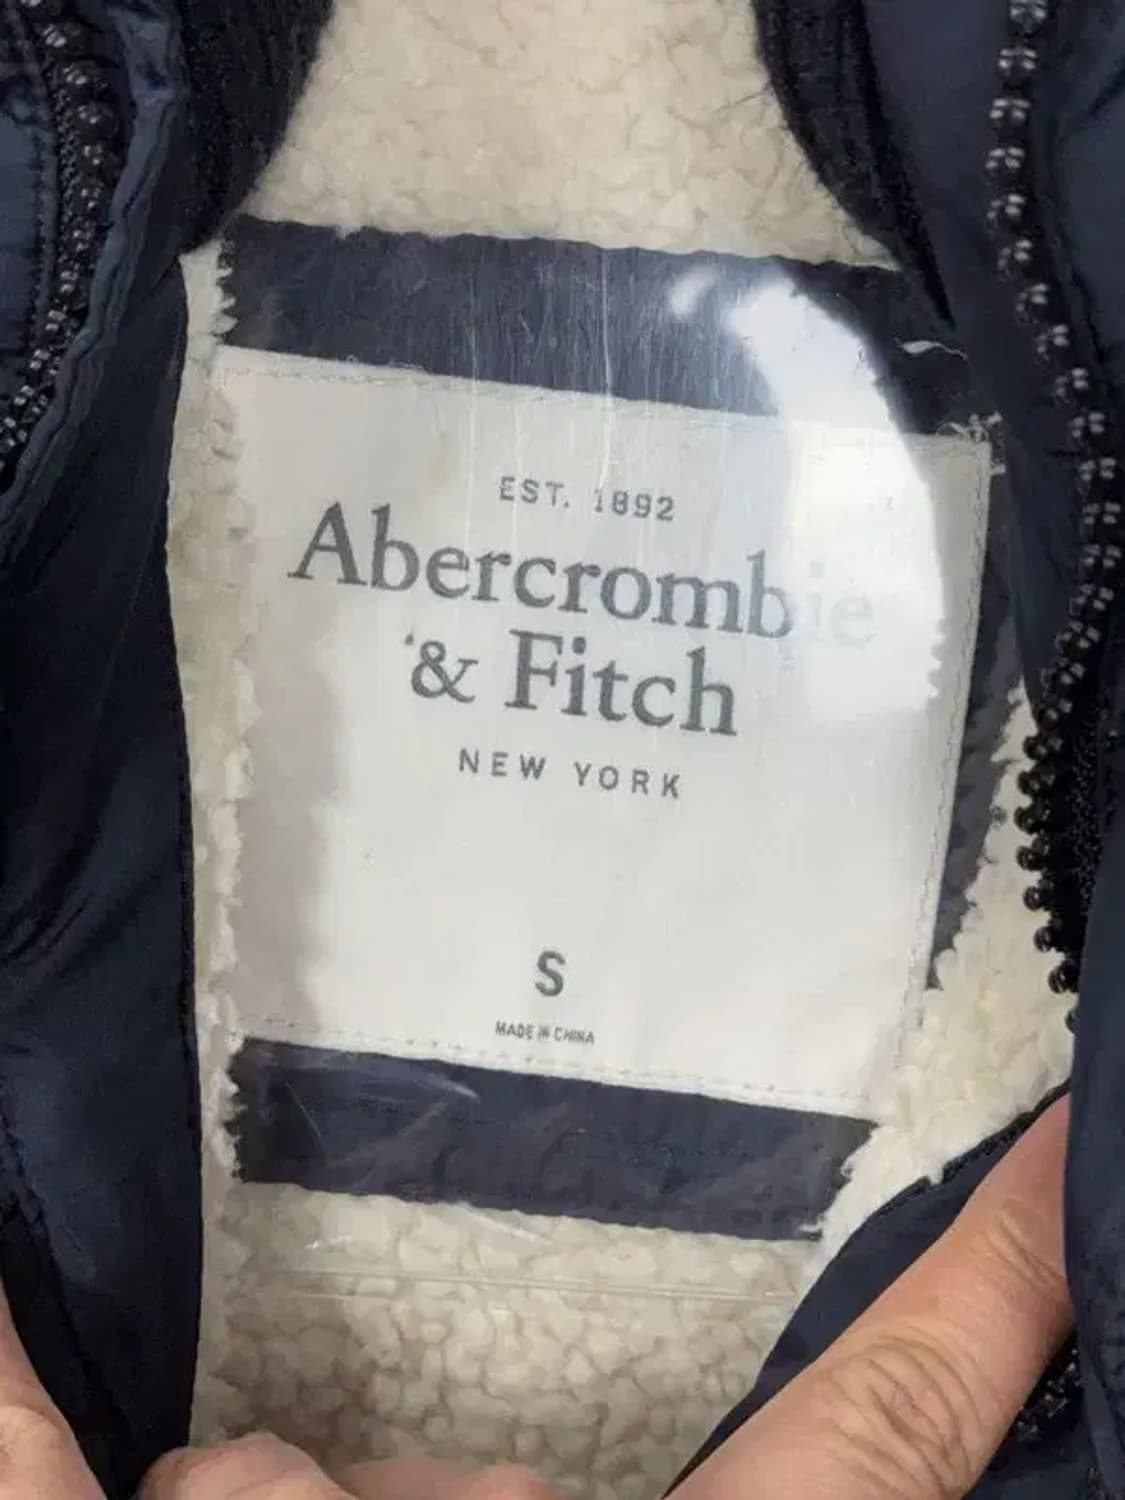 EST. 1892
Abercrombie
& Fitch
NEW YORK
S
MADE IN CHINA